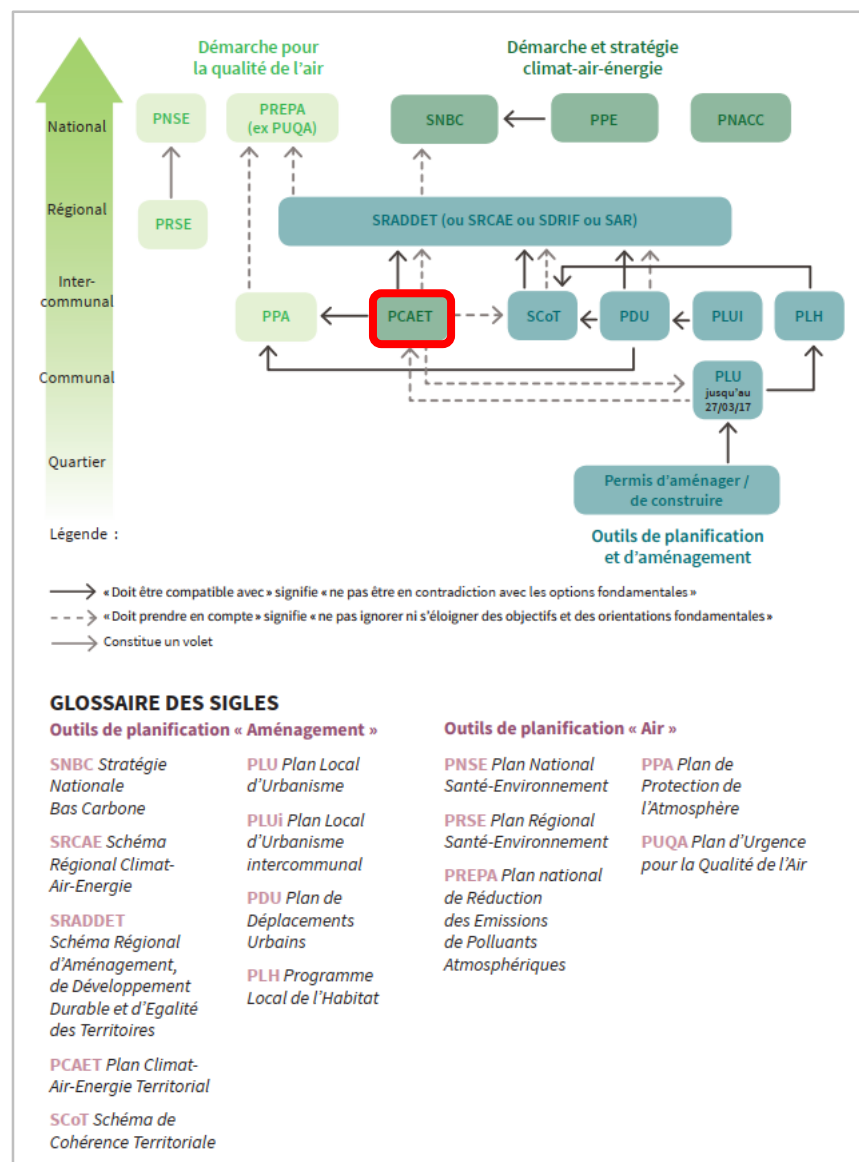 Démarche pour
la qualité de l'air
Démarche et stratégie
climat-air-énergie
National
PNSE
PREPA
(ex PUQA)
SNBC
PPE
PNACC
Régional
PRSE
SRADDET (ou SRCAE ou SDRIF ou SAR)
Inter-
communal
PPA
PCAET
SCoT
PDU
PLUI
PLH
Communal
PLU
jusqu'au
27/03/17
Quartier
Permis d'aménager /
de construire
Légende :
Outils de planification
et d'aménagement
« Doit être compatible avec » signifie « ne pas être en contradiction avec les options fondamentales »
« Doit prendre en compte » signifie « ne pas ignorer ni s'éloigner des objectifs et des orientations fondamentales »
Constitue un volet
GLOSSAIRE DES SIGLES
Outils de planification « Aménagement »
SNBC Stratégie
Nationale
Bas Carbone
SRCAE Schéma
Régional Climat-
Air-Energie
SRADDET
Schéma Régional
d'Aménagement,
de Développement
Durable et d'Egalité
des Territoires
PCAET Plan Climat-
Air-Energie Territorial
SCoT Schéma de
Cohérence Territoriale
PLU Plan Local
d'Urbanisme
PLUi Plan Local
d'Urbanisme
intercommunal
PDU Plan de
Déplacements
Urbains
PLH Programme
Local de l'Habitat
Outils de planification « Air »
PNSE Plan National
Santé-Environnement
PRSE Plan Régional
Santé-Environnement
PREPA Plan national
de Réduction
des Emissions
de Polluants
Atmosphériques
PPA Plan de
Protection de
l'Atmosphère
PUQA Plan d'Urgence
pour la Qualité de l'Air